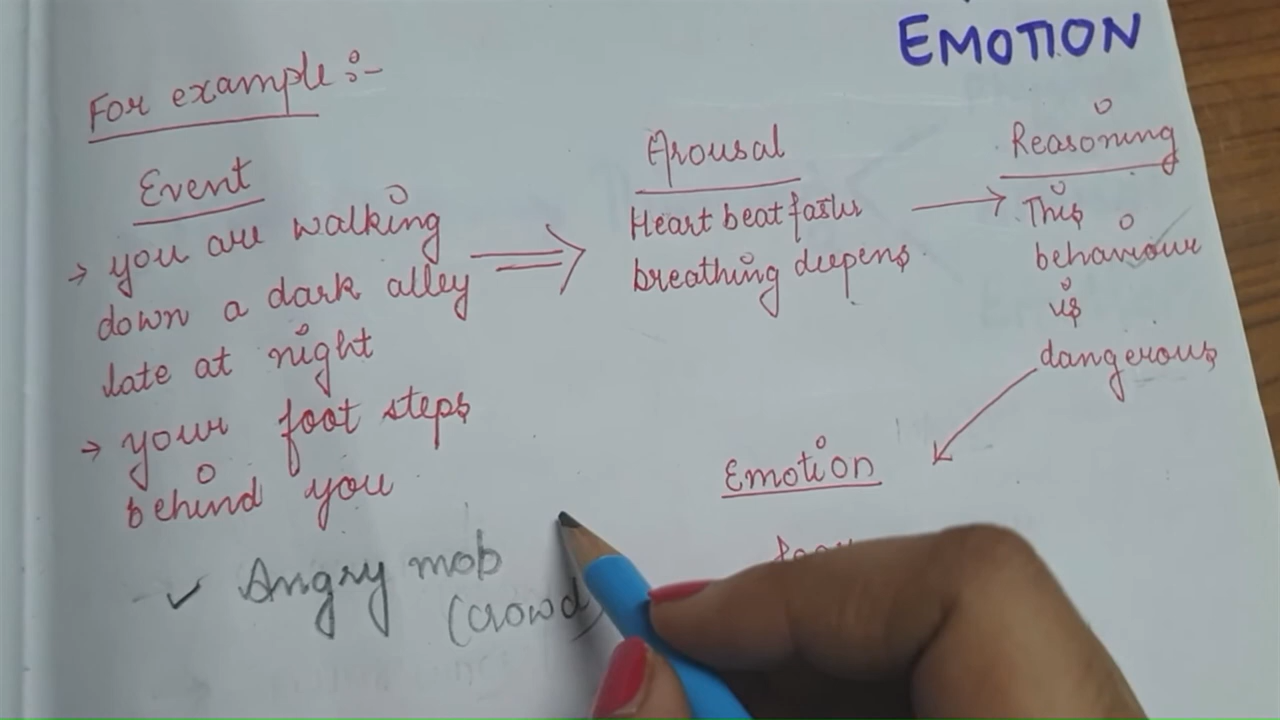 EMOTION
For example :-
Event
→ you are walking
down a dark alley
late at night
→ your foot steps
behind you
✓ Angry mob
(crowd)
Arousal
Heart beat faster
breathing deepens
Reasoning
This
behaviour
is
dangerous
Emotion